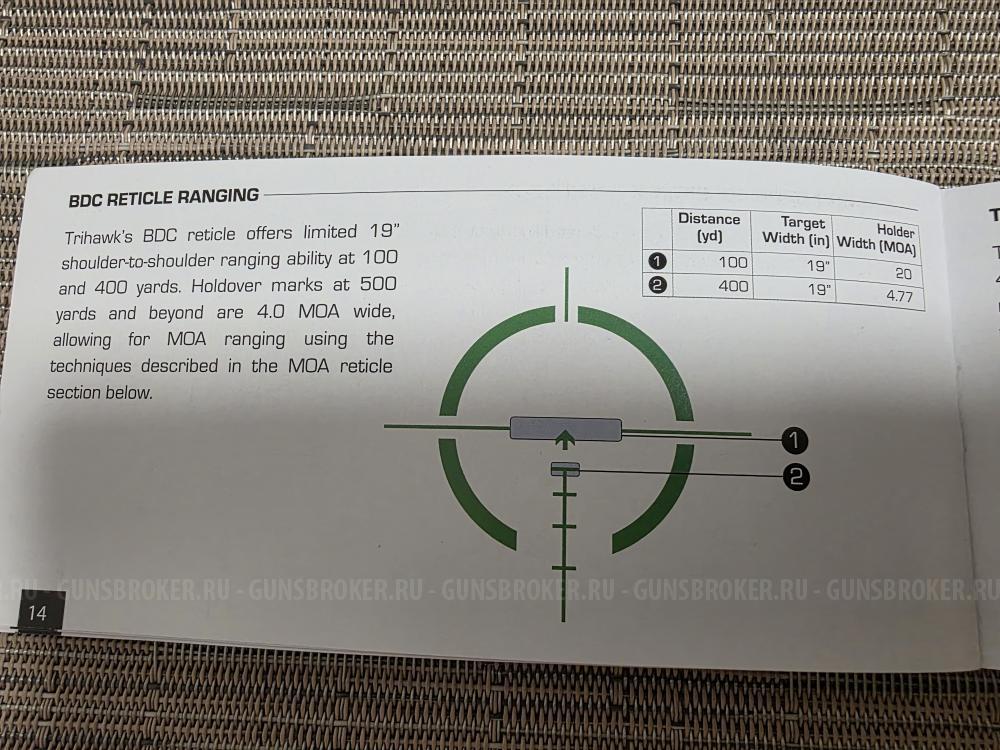 BDC RETICLE RANGING
Trihawk's BDC reticle offers limited 19"
shoulder-to-shoulder ranging ability at 100
and 400 yards. Holdover marks at 500
yards and beyond are 4.0 MOA wide,
allowing for MOA ranging using the
techniques described in the MOA reticle
section below.
Distance (yd) Target Width (in) Holder Width (MOA)
1 100 19" 20
2 400 19" 4.77
1
2
GUNSBROKER.RU - GUNSBROKER.RU - GUNSBROKER.RU - GUNSBROKER.RU - GUNSBROKER.RU
14